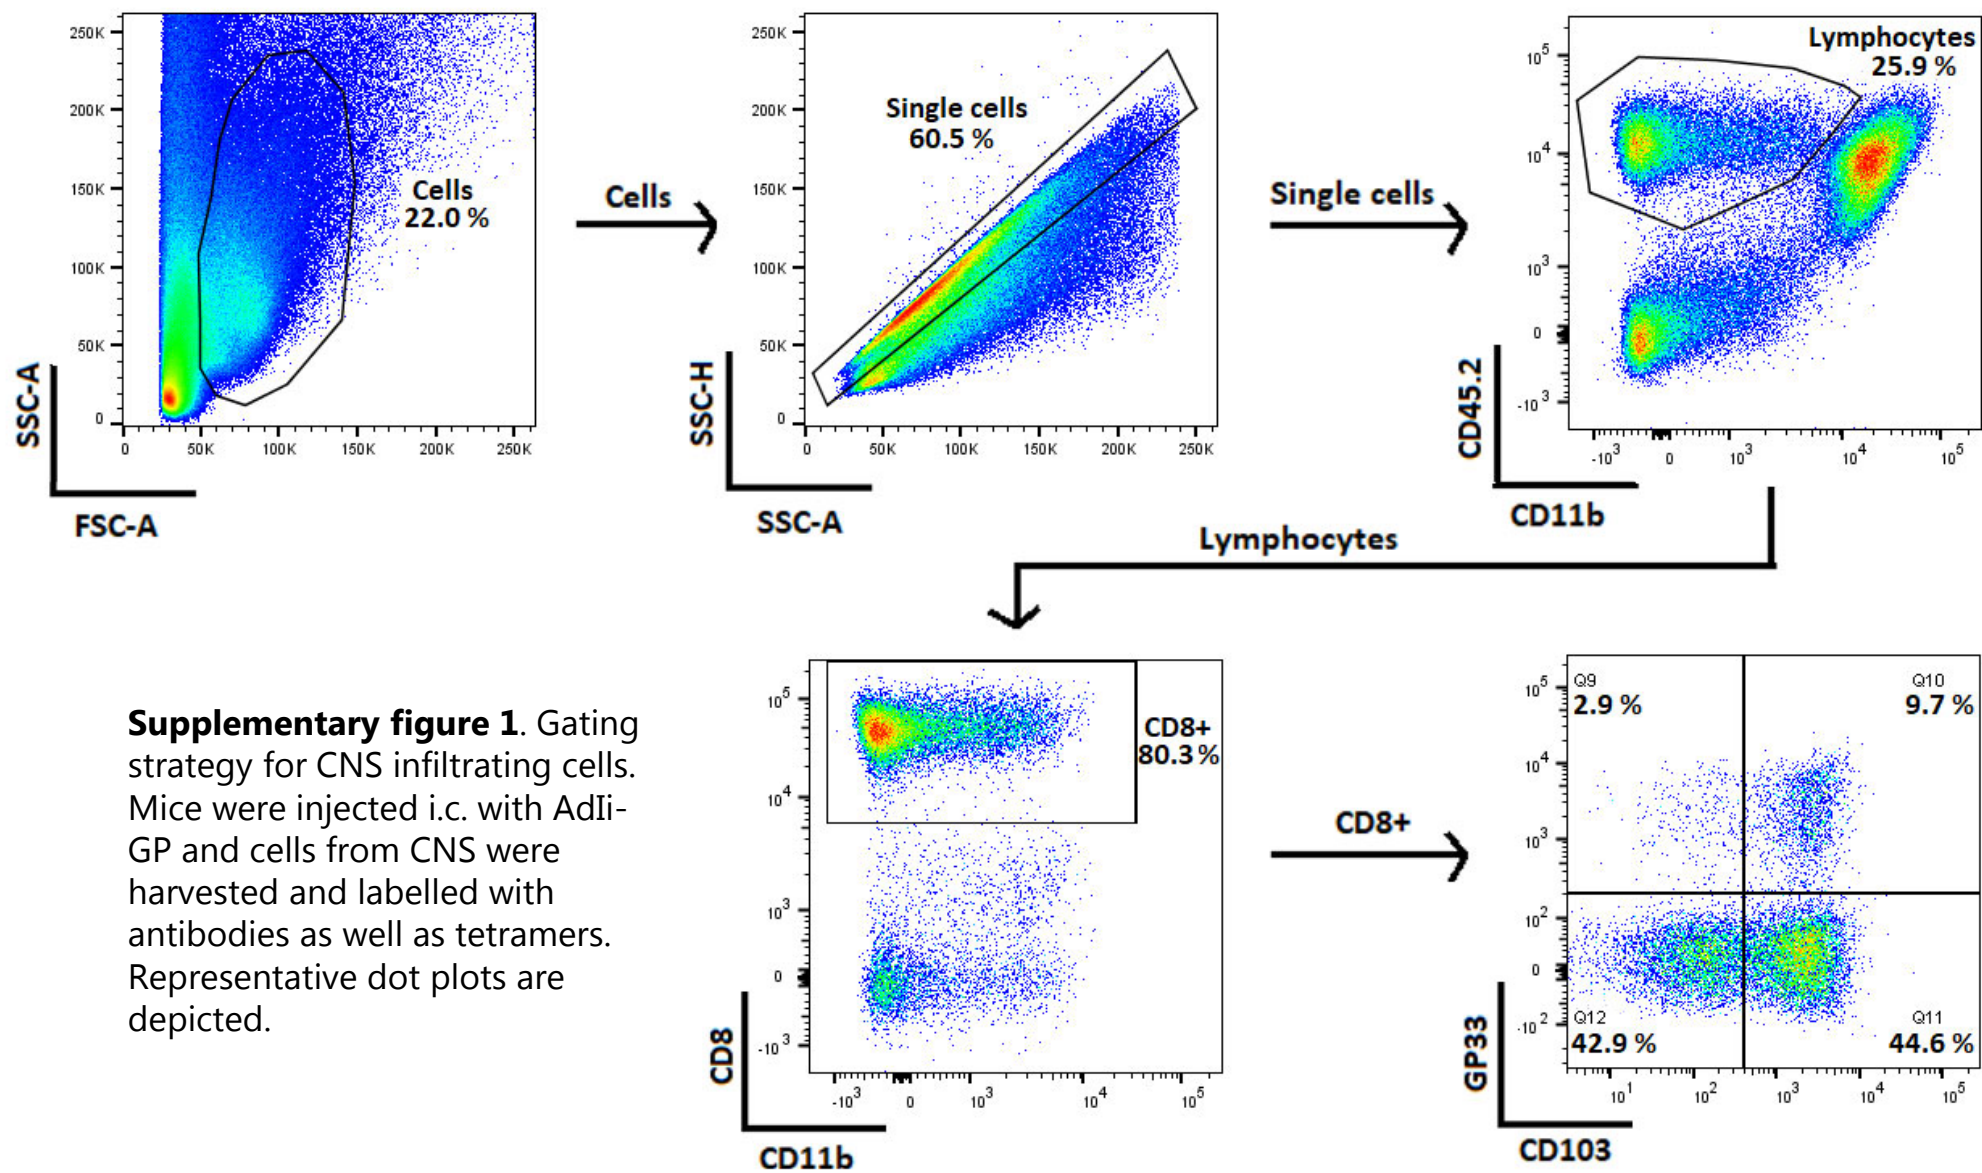 250K
200K
150K
100K
50K
0
0 50K 100K 150K 200K 250K
Cells
22.0 %
SSC-A
FSC-A
Cells
250K
200K
150K
100K
50K
0
0 50K 100K 150K 200K 250K
Single cells
60.5 %
SSC-H
SSC-A
Single cells
10^5
10^4
10^3
0
-10^3
-10^3 0 10^3 10^4 10^5
Lymphocytes
25.9 %
CD45.2
CD11b
Lymphocytes
Supplementary figure 1. Gating
strategy for CNS infiltrating cells.
Mice were injected i.c. with AdIi-
GP and cells from CNS were
harvested and labelled with
antibodies as well as tetramers.
Representative dot plots are
depicted.
10^5
10^4
10^3
0
-10^3
-10^3 0 10^3 10^4 10^5
CD8+
80.3%
CD8
CD11b
CD8+
10^5
10^4
10^3
10^2
0
-10^2
10^1 10^2 10^3 10^4 10^5
Q9
2.9 %
Q10
9.7 %
Q12
42.9 %
Q11
44.6 %
GP33
CD103